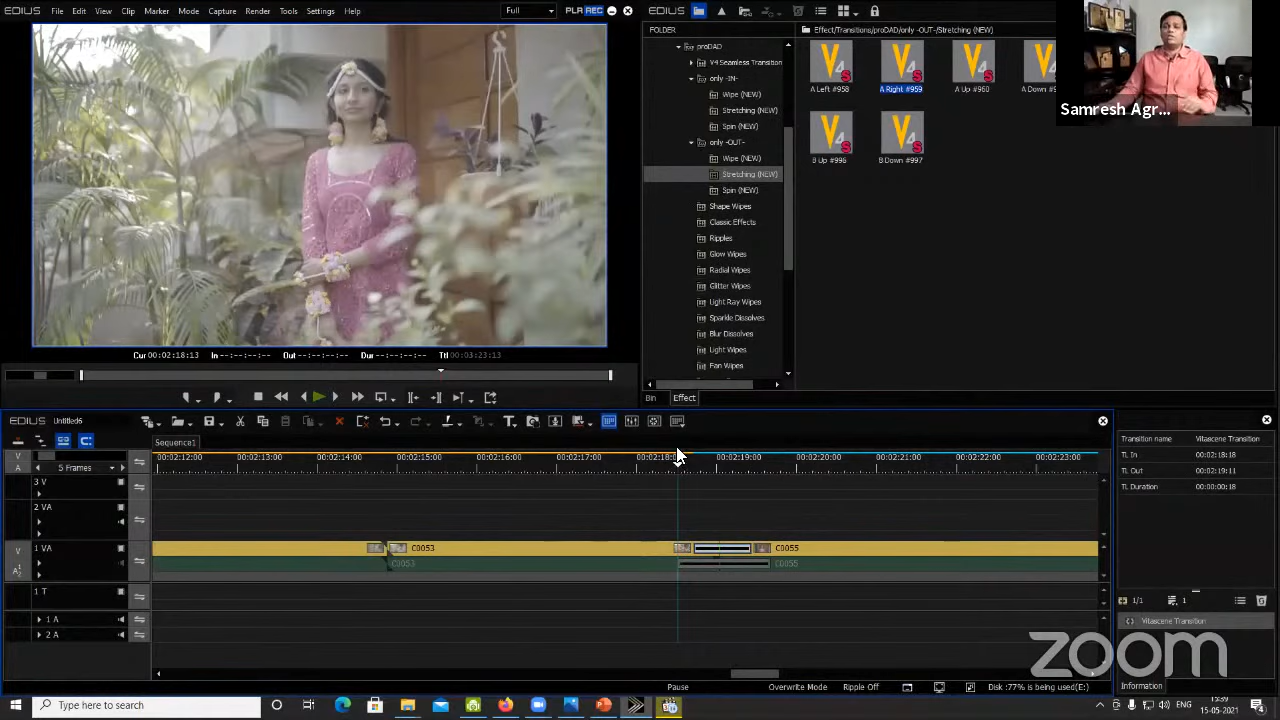 EDIUS File Edit View Clip Marker Mode Capture Render Tools Settings Help
Full
PLR REC
Cur 00:02:18:13 In --:--:--:-- Out --:--:--:-- Dur --:--:--:-- Ttl 00:03:23:13
EDIUS
FOLDER
proDAD
V4 Seamless Transition
only -IN-
Wipe (NEW)
Stretching (NEW)
Spin (NEW)
only -OUT-
Wipe (NEW)
Stretching (NEW)
Spin (NEW)
Shape Wipes
Classic Effects
Ripples
Glow Wipes
Radial Wipes
Glitter Wipes
Light Ray Wipes
Sparkle Dissolves
Blur Dissolves
Light Wipes
Fan Wipes
Bin Effect
Effect/Transitions/proDAD/only -OUT-/Stretching (NEW)
A Left #958
A Right #959
A Up #960
B Up #996
B Down #997
Samresh Agr...
EDIUS Untitled6
Sequence1
V
A
5 Frames
00:02:12:00 00:02:13:00 00:02:14:00 00:02:15:00 00:02:16:00 00:02:17:00 00:02:19:00 00:02:20:00 00:02:21:00 00:02:22:00 00:02:23:00
3 V
2 VA
V
1 VA
C0053
C0055
C0053
C0055
1 T
1 A
2 A
Pause
Overwrite Mode
Ripple Off
Disk :77% is being used(E:)
Transition name Vitascene Transition
TL In 00:02:18:18
TL Out 00:02:19:11
TL Duration 00:00:00:18
1/1
1
Vitascene Transition
Information
zoom
Type here to search
ENG
15:39
15-05-2021